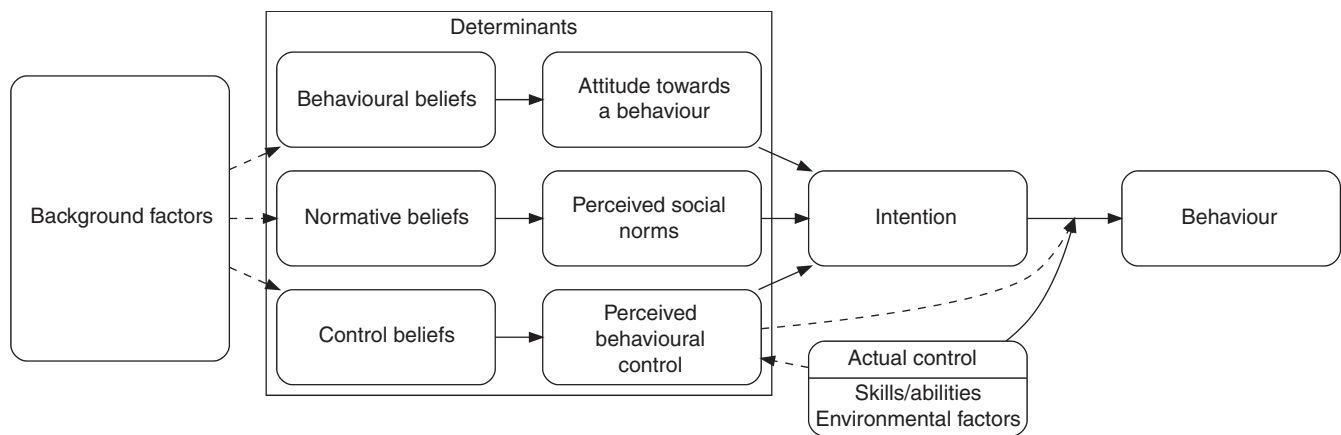 Determinants
Behavioural beliefs
Attitude towards
a behaviour
Background factors
Normative beliefs
Perceived social
norms
Intention
Behaviour
Control beliefs
Perceived
behavioural
control
Actual control
Skills/abilities
Environmental factors